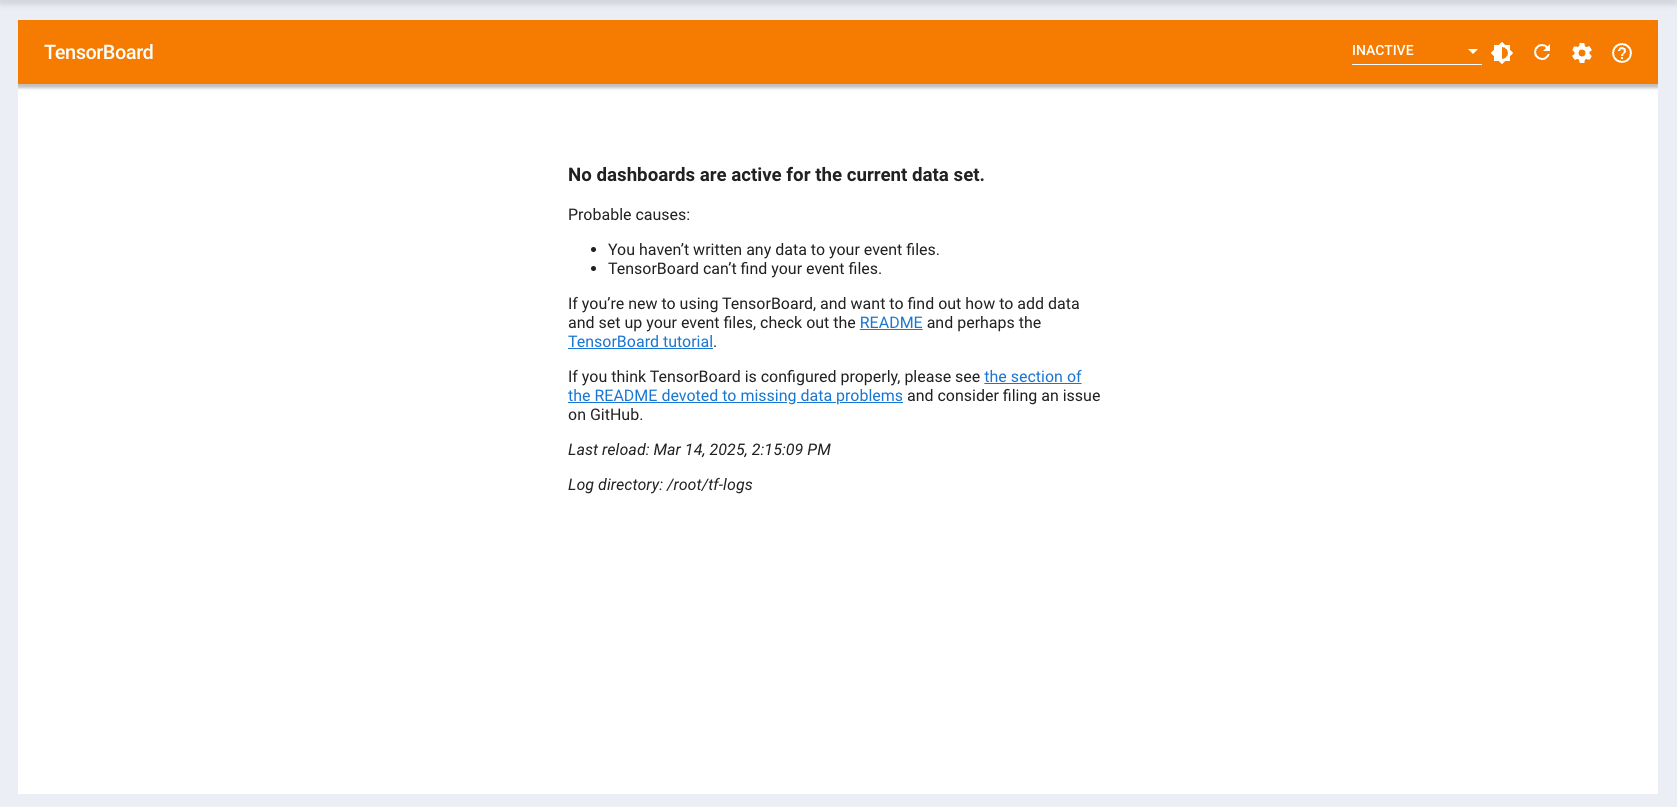 TensorBoard
INACTIVE
No dashboards are active for the current data set.
Probable causes:
• You haven’t written any data to your event files.
• TensorBoard can’t find your event files.
If you’re new to using TensorBoard, and want to find out how to add data
and set up your event files, check out the README and perhaps the
TensorBoard tutorial.
If you think TensorBoard is configured properly, please see the section of
the README devoted to missing data problems and consider filing an issue
on GitHub.
Last reload: Mar 14, 2025, 2:15:09 PM
Log directory: /root/tf-logs